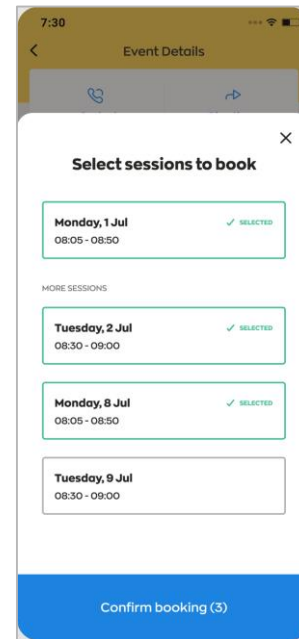 7:30
Event Details
×
Select sessions to book
Monday, 1 Jul
✓ SELECTED
08:05 - 08:50
MORE SESSIONS
Tuesday, 2 Jul
✓ SELECTED
08:30 - 09:00
Monday, 8 Jul
✓ SELECTED
08:05 - 08:50
Tuesday, 9 Jul
08:30 - 09:00
Confirm booking (3)